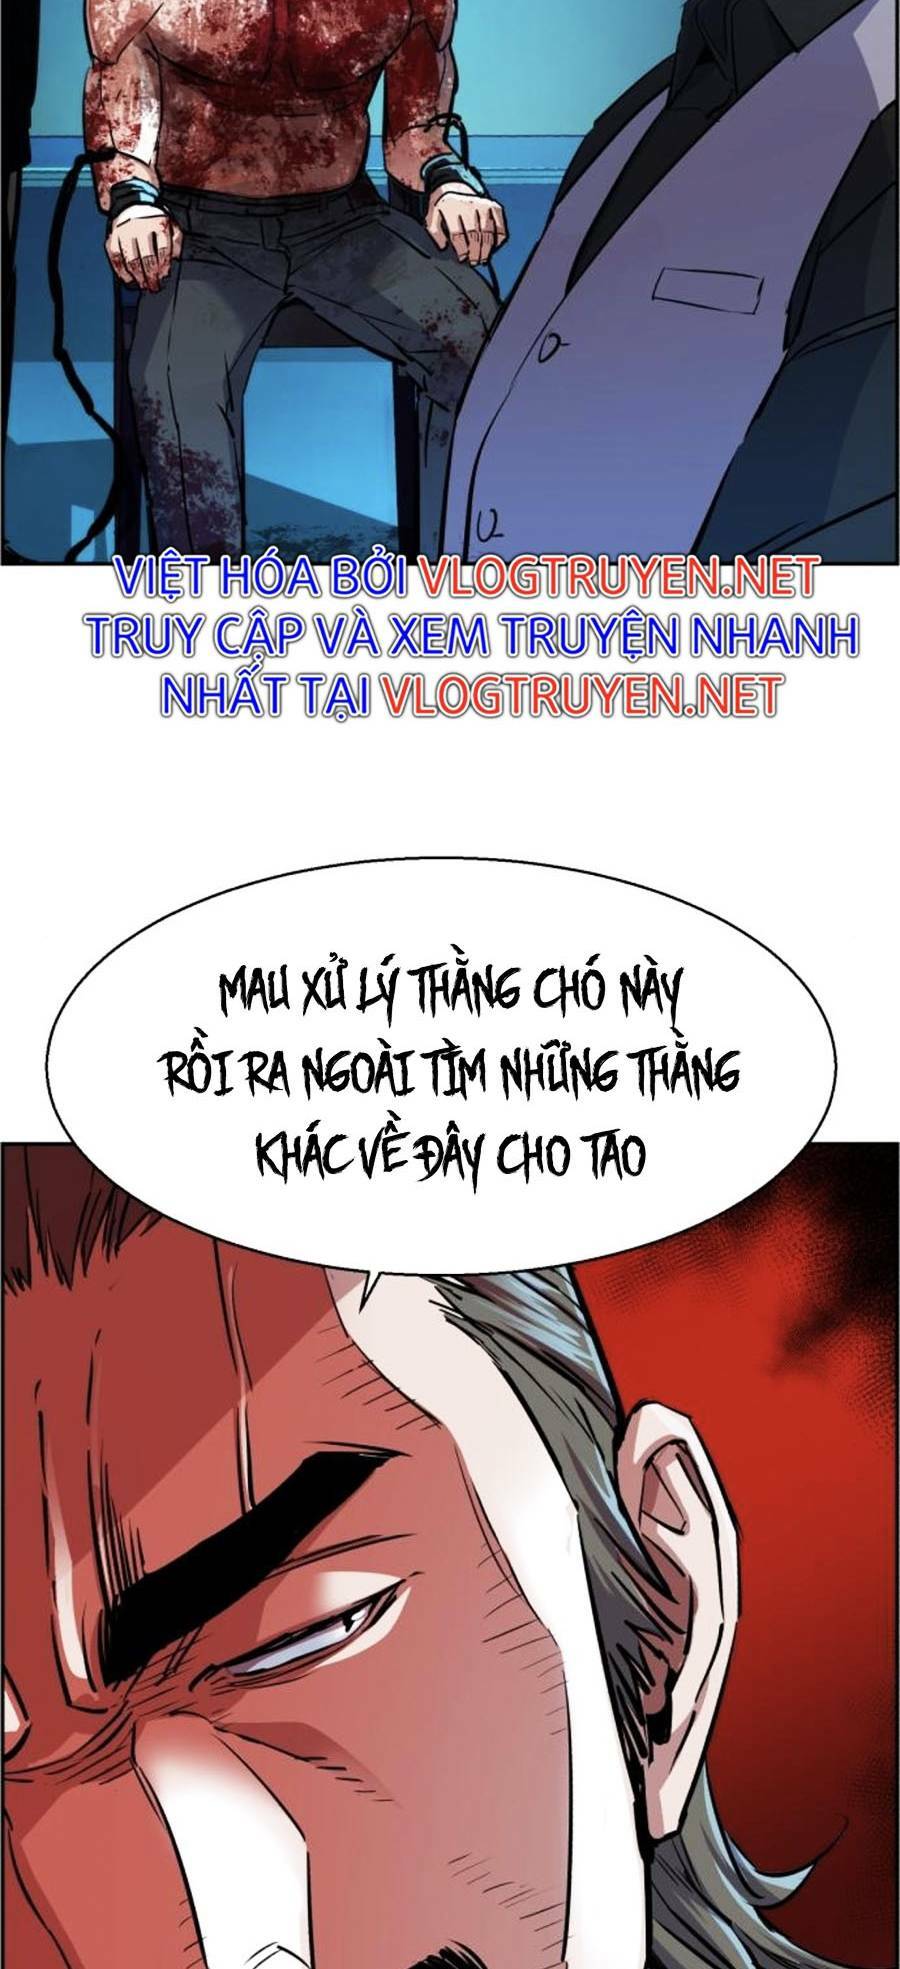 VIỆT HÓA BỞI VLOGTRUYEN.NET
TRUY CẬP VÀ XEM TRUYỆN NHANH
NHẤT TẠI VLOGTRUYEN.NET
MAU XỬ LÝ THẰNG CHÓ NÀY
RỒI RA NGOÀI TÌM NHỮNG THẰNG
KHÁC VỀ ĐÂY CHO TAO